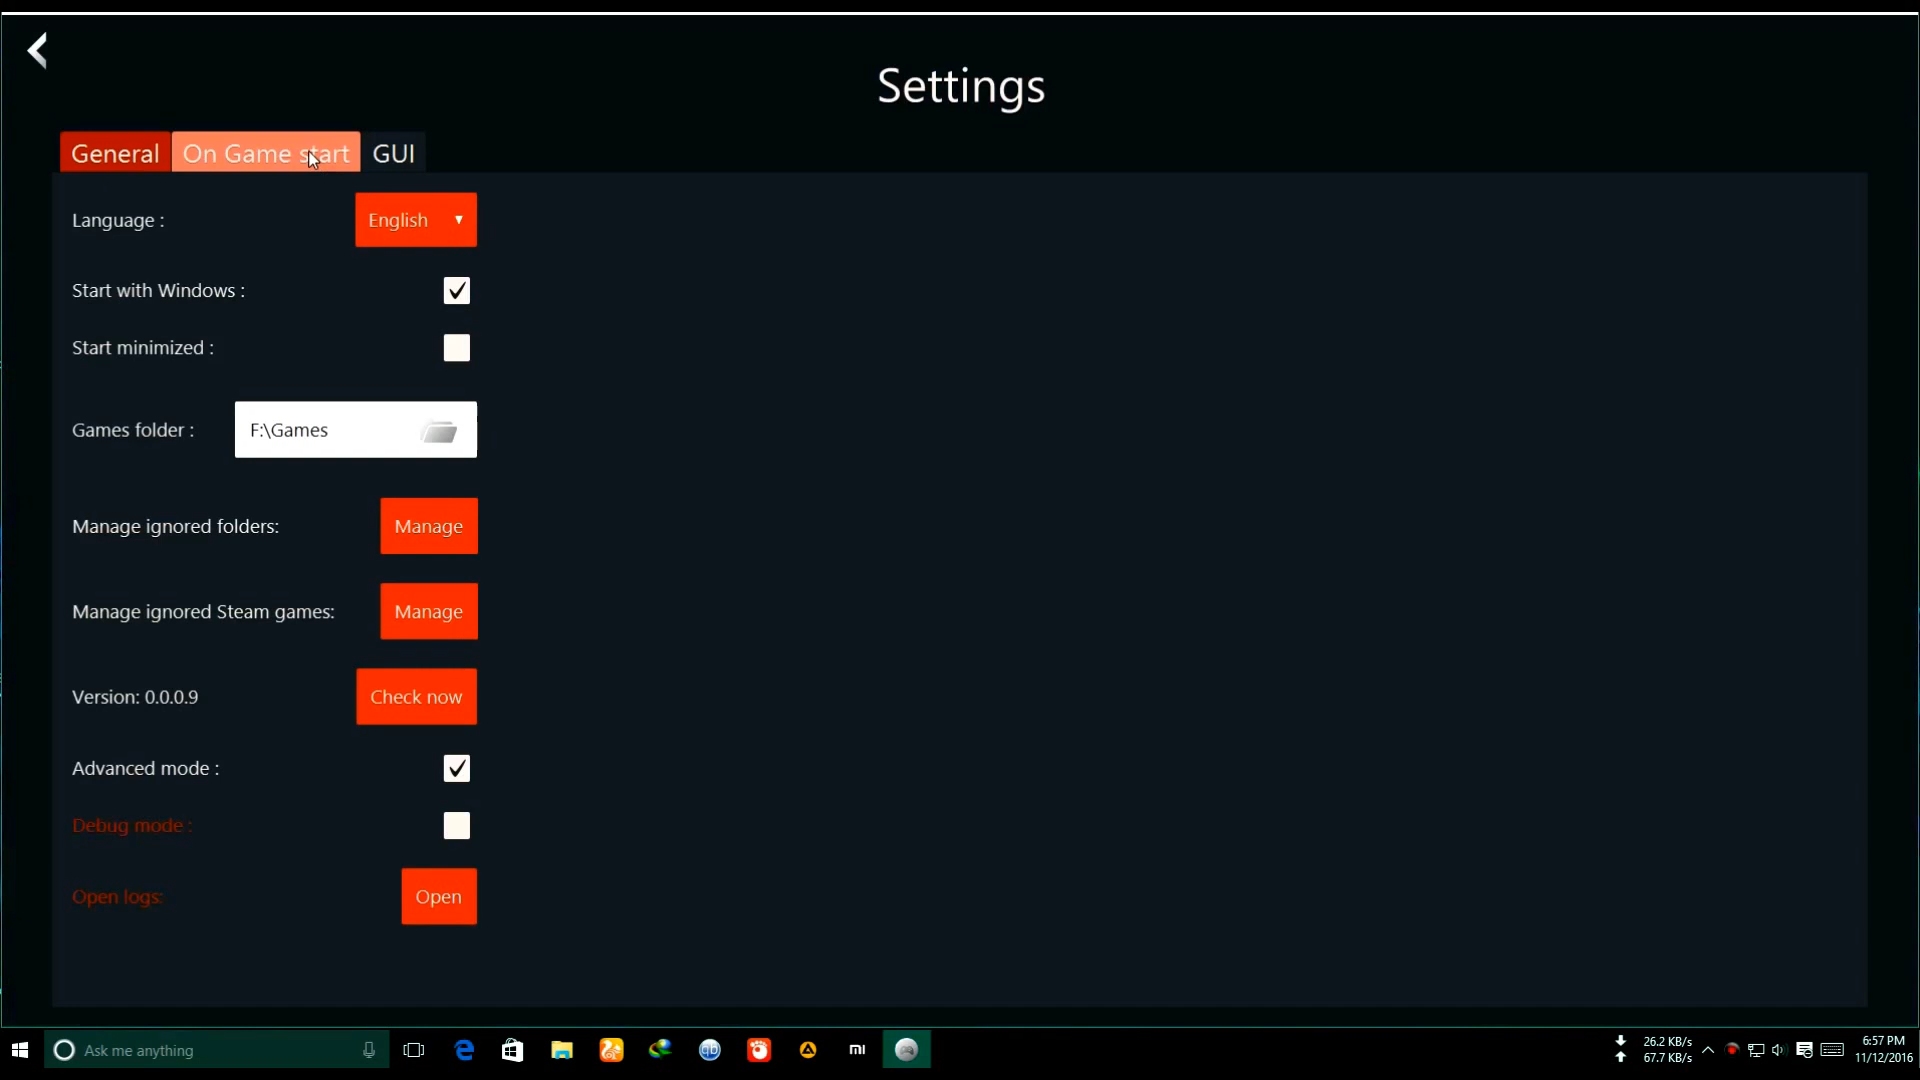 Settings
General On Game start GUI
Language : English
Start with Windows :
Start minimized :
Games folder : F:\Games
Manage ignored folders: Manage
Manage ignored Steam games: Manage
Version: 0.0.0.9 Check now
Advanced mode :
Debug mode :
Open logs: Open
Ask me anything
qb
mi
26.2 KB/s
67.7 KB/s
6:57 PM
11/12/2016